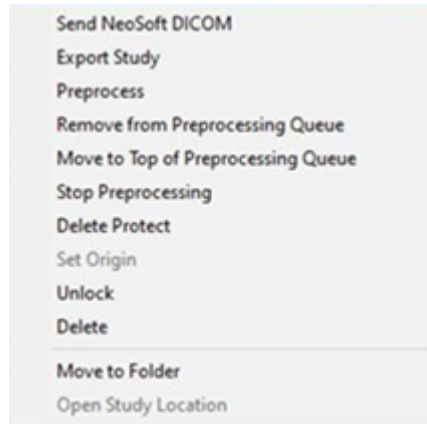 Send NeoSoft DICOM
Export Study
Preprocess
Remove from Preprocessing Queue
Move to Top of Preprocessing Queue
Stop Preprocessing
Delete Protect
Set Origin
Unlock
Delete
Move to Folder
Open Study Location